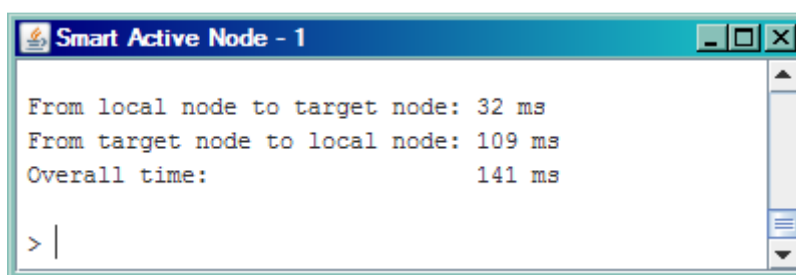 Smart Active Node - 1
From local node to target node: 32 ms
From target node to local node: 109 ms
Overall time: 141 ms
>